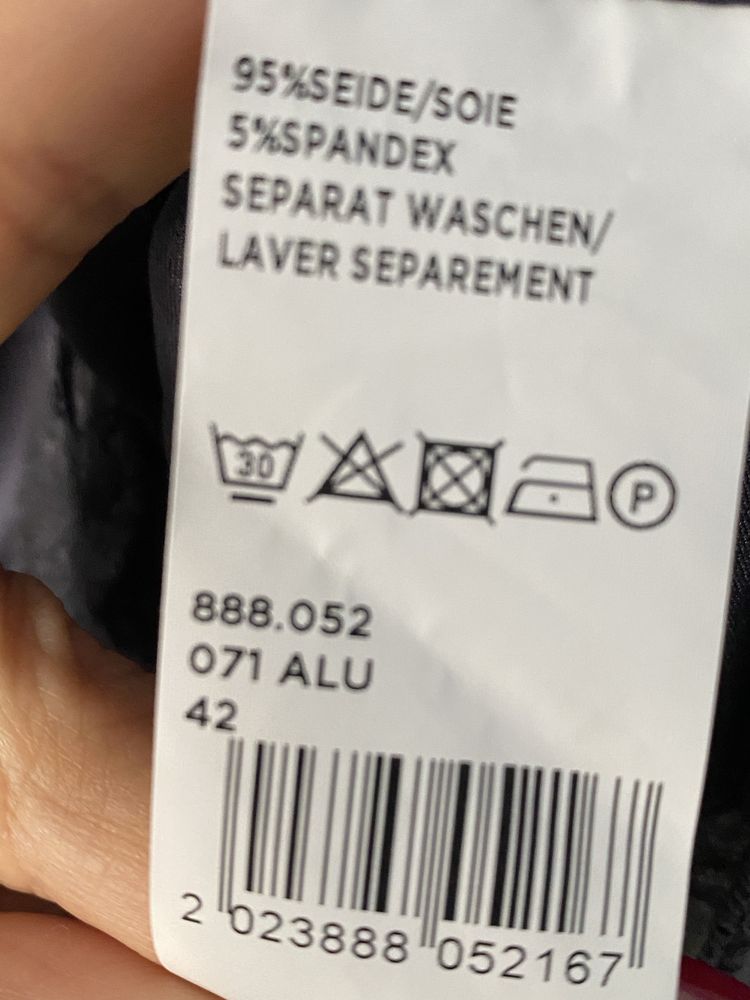 95%SEIDE/SOIE
5%SPANDEX
SEPARAT WASCHEN/
LAVER SEPAREMENT
30
P
888.052
071 ALU
42
2 023888 052167